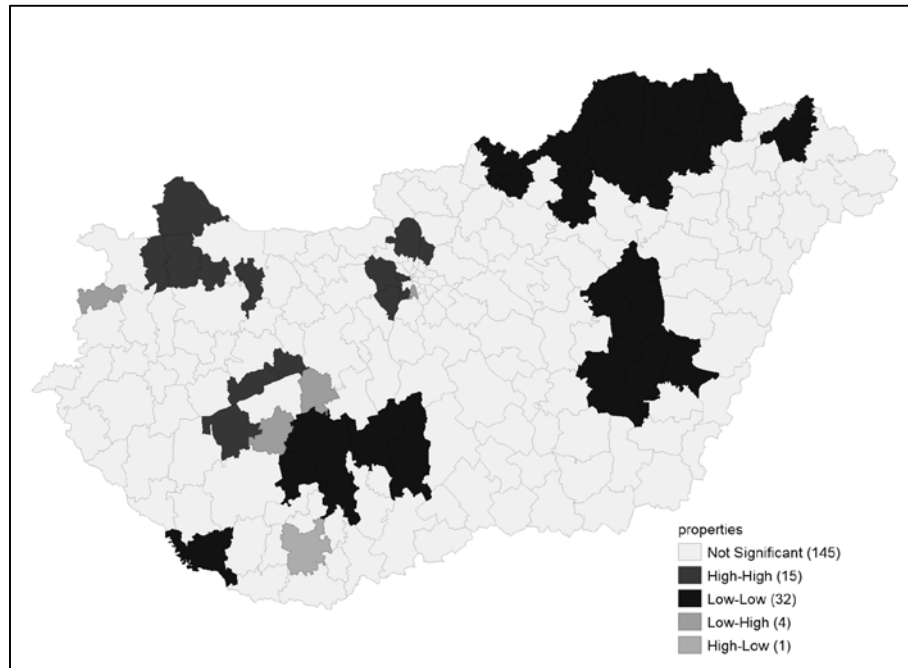 properties
Not Significant (145)
High-High (15)
Low-Low (32)
Low-High (4)
High-Low (1)